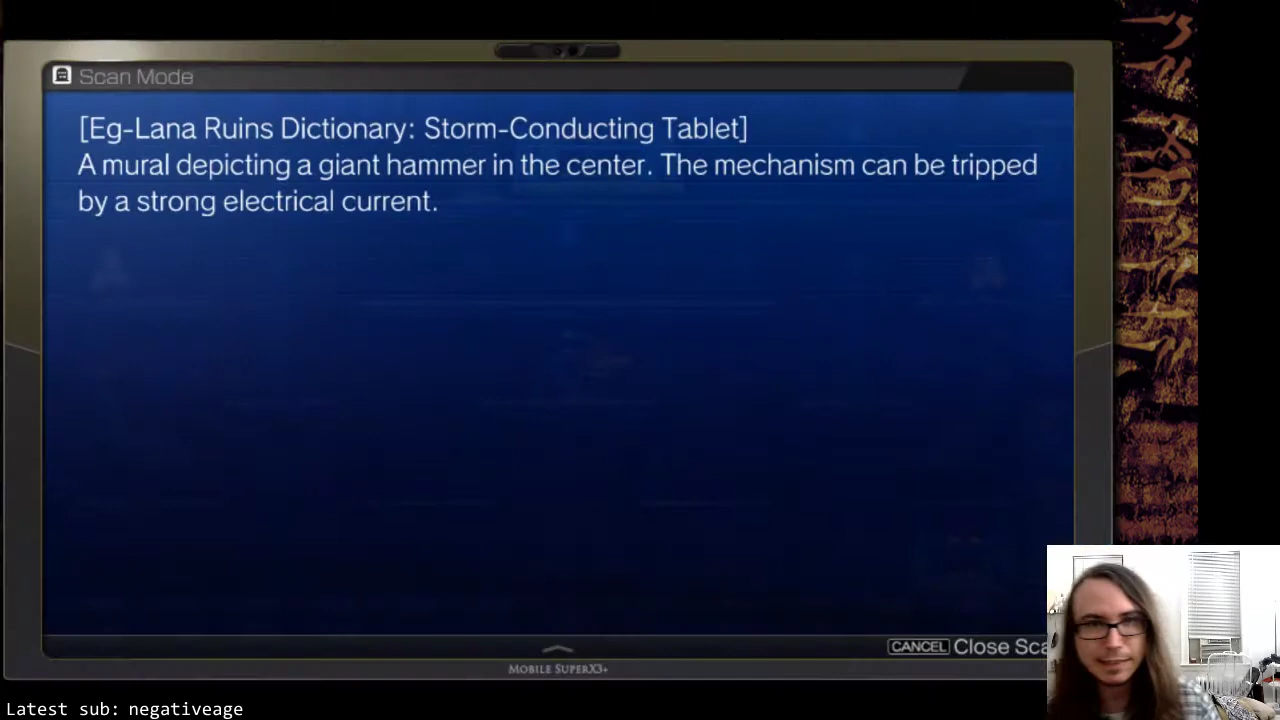 Scan Mode
[Eg-Lana Ruins Dictionary: Storm-Conducting Tablet]
A mural depicting a giant hammer in the center. The mechanism can be tripped
by a strong electrical current.
CANCEL Close Sca
MOBILE SUPERX3+
Latest sub: negativeage